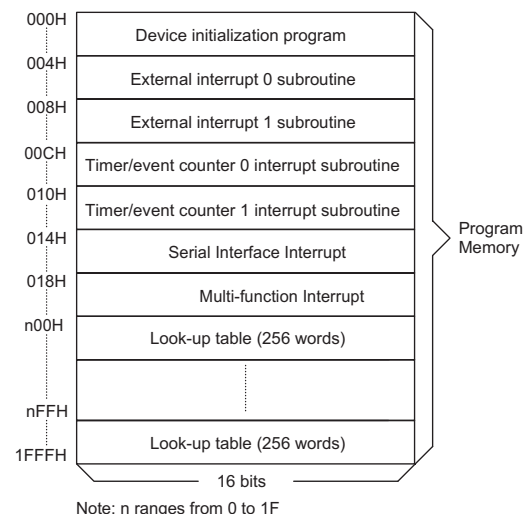 000H
Device initialization program
004H
External interrupt 0 subroutine
008H
External interrupt 1 subroutine
00CH
Timer/event counter 0 interrupt subroutine
010H
Timer/event counter 1 interrupt subroutine
014H
Serial Interface Interrupt
018H
Multi-function Interrupt
n00H
Look-up table (256 words)
nFFH
Look-up table (256 words)
1FFFH
16 bits
Program
Memory
Note: n ranges from 0 to 1F